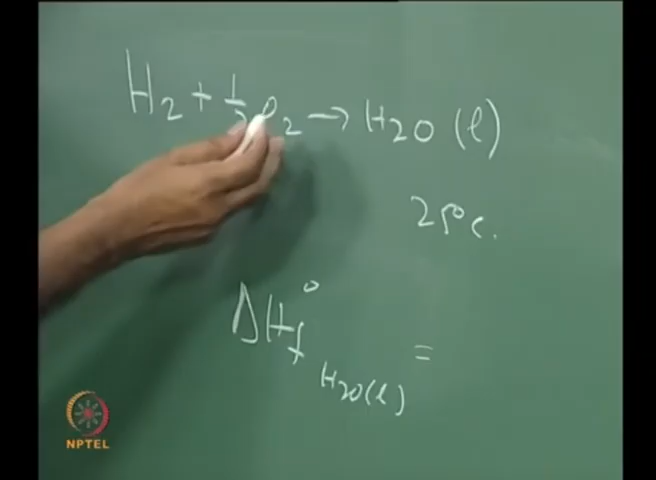 H₂ + ½ O₂ → H₂O (l)
25°C.
ΔH°f H₂O(l) =
NPTEL